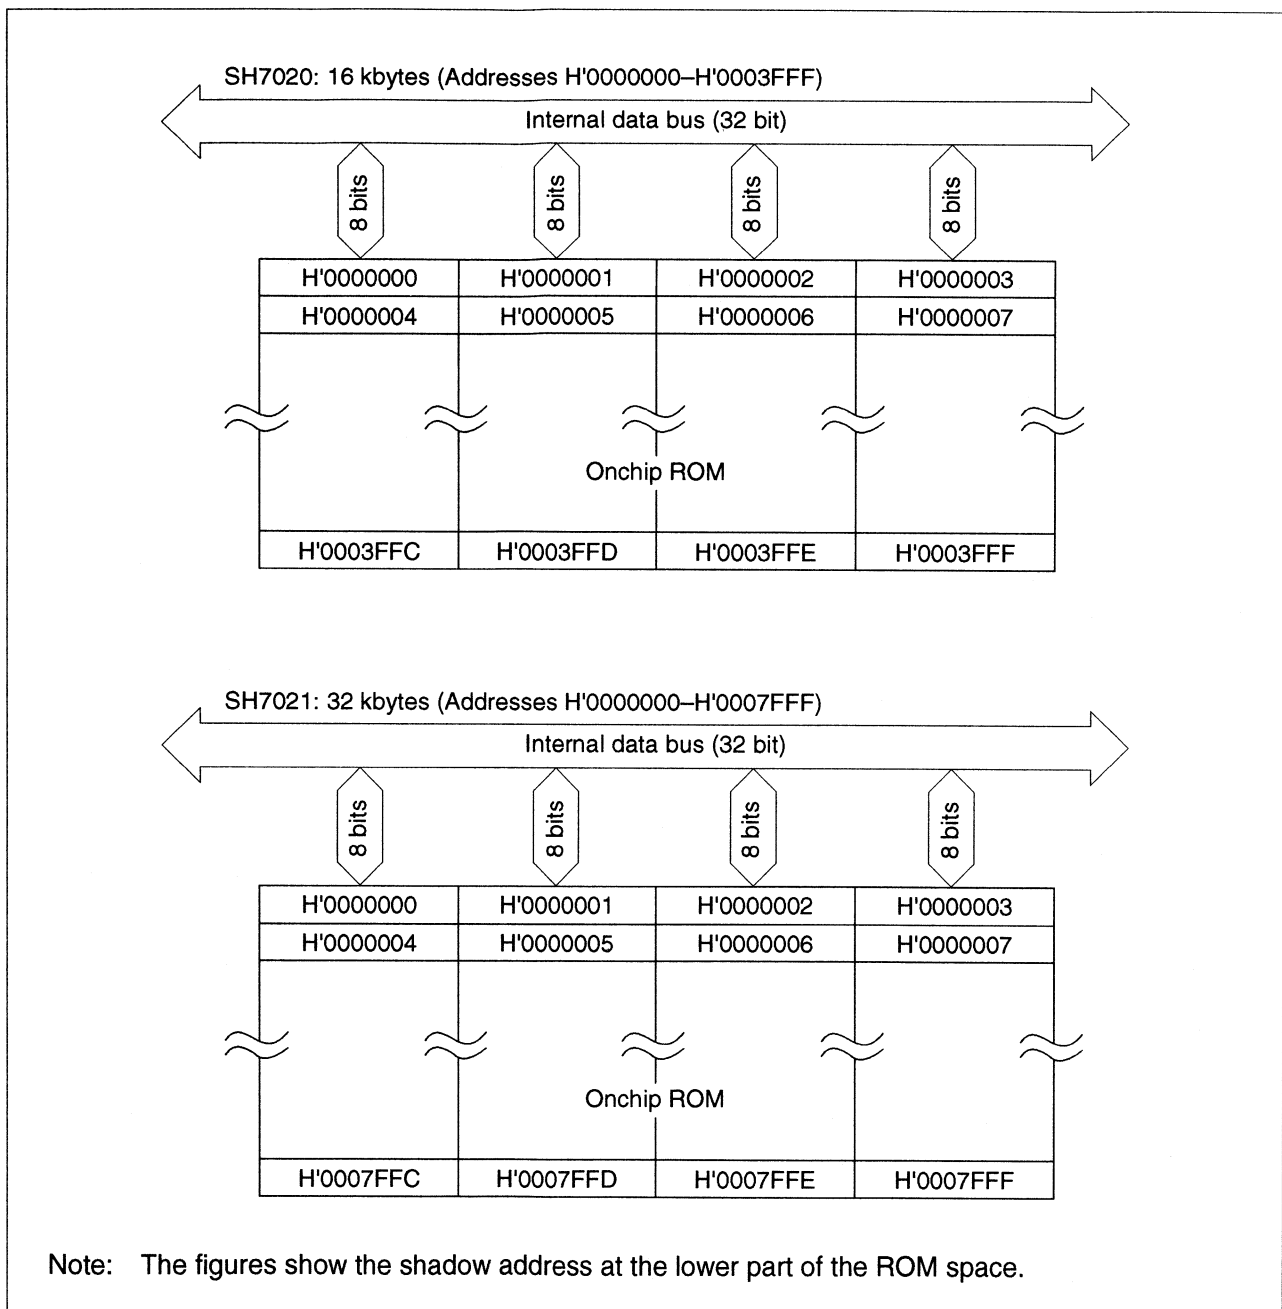 SH7020: 16 kbytes (Addresses H'0000000–H'0003FFF)
Internal data bus (32 bit)
8 bits 8 bits 8 bits 8 bits
H'0000000 H'0000001 H'0000002 H'0000003
H'0000004 H'0000005 H'0000006 H'0000007
Onchip ROM
H'0003FFC H'0003FFD H'0003FFE H'0003FFF
SH7021: 32 kbytes (Addresses H'0000000–H'0007FFF)
Internal data bus (32 bit)
8 bits 8 bits 8 bits 8 bits
H'0000000 H'0000001 H'0000002 H'0000003
H'0000004 H'0000005 H'0000006 H'0000007
Onchip ROM
H'0007FFC H'0007FFD H'0007FFE H'0007FFF
Note: The figures show the shadow address at the lower part of the ROM space.